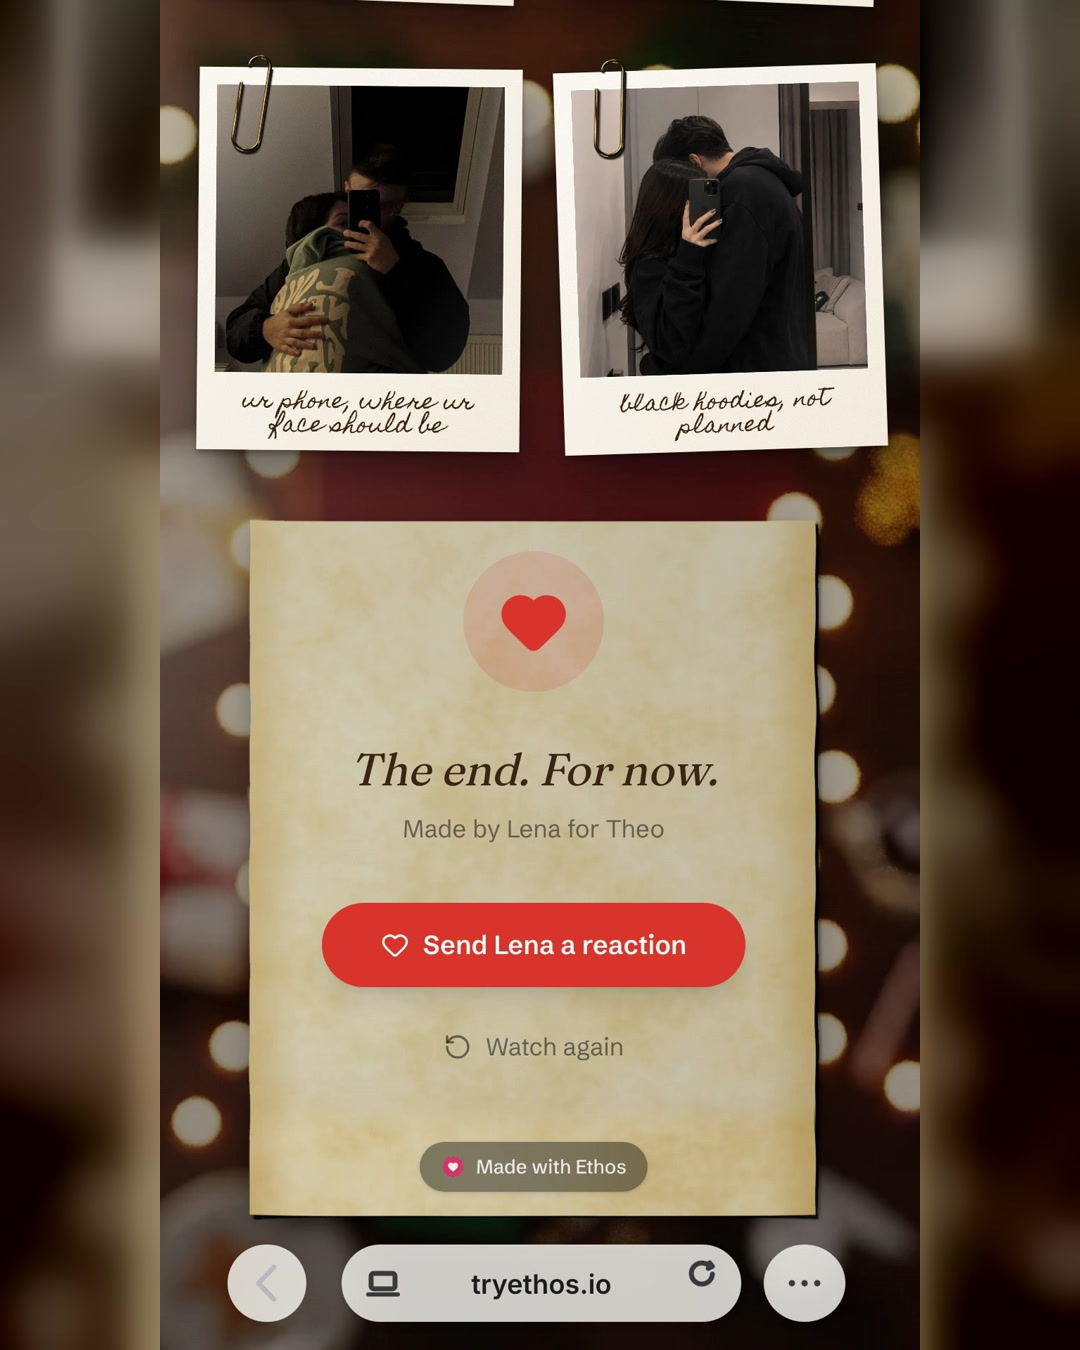 ur phone, where ur
face should be
black hoodies, not
planned
The end. For now.
Made by Lena for Theo
Send Lena a reaction
Watch again
Made with Ethos
tryethos.io